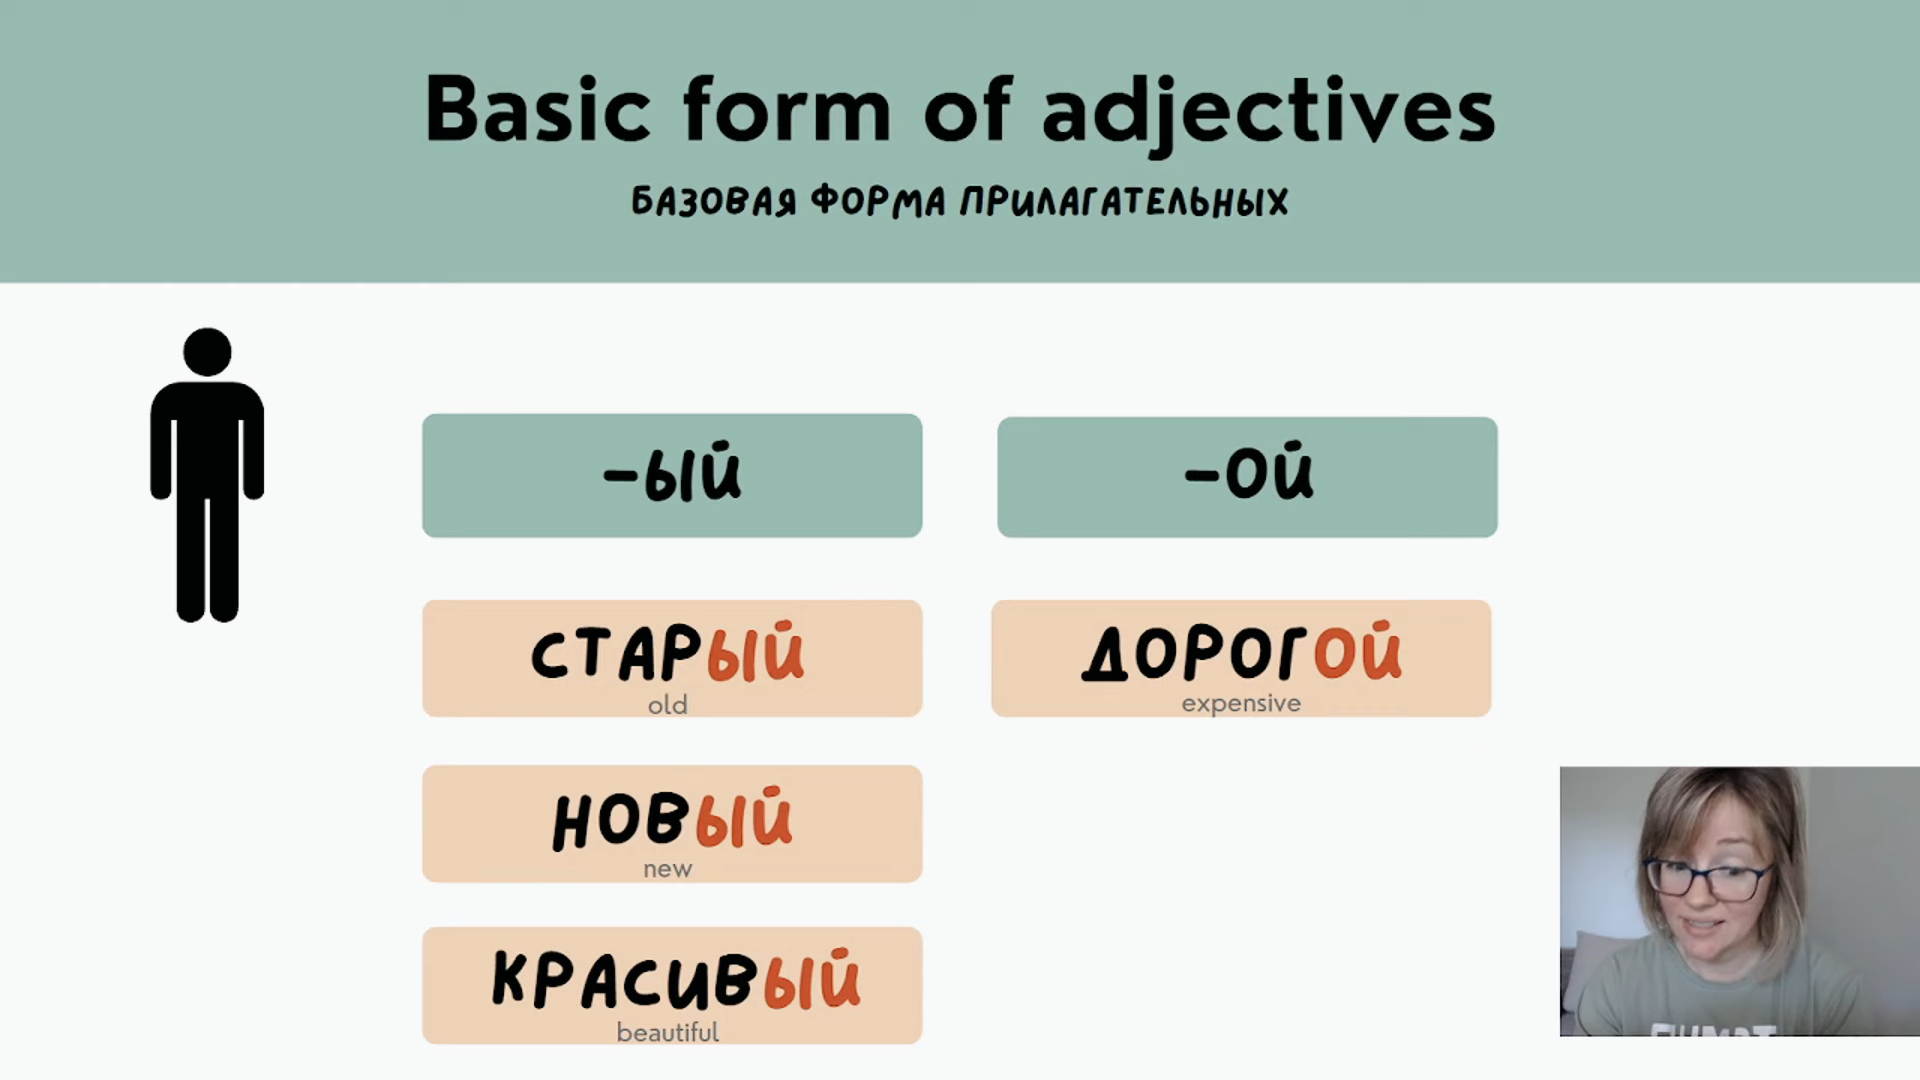 Basic form of adjectives
БАЗОВАЯ ФОРМА ПРИЛАГАТЕЛЬНЫХ
-ЫЙ
-ОЙ
СТАРЫЙ
old
ДОРОГОЙ
expensive
НОВЫЙ
new
КРАСИВЫЙ
beautiful